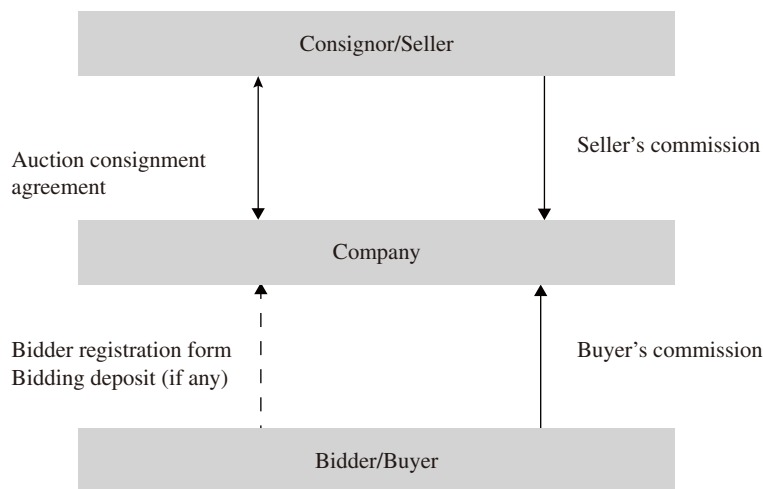 Consignor/Seller
Auction consignment
agreement
Seller’s commission
Company
Bidder registration form
Bidding deposit (if any)
Buyer’s commission
Bidder/Buyer